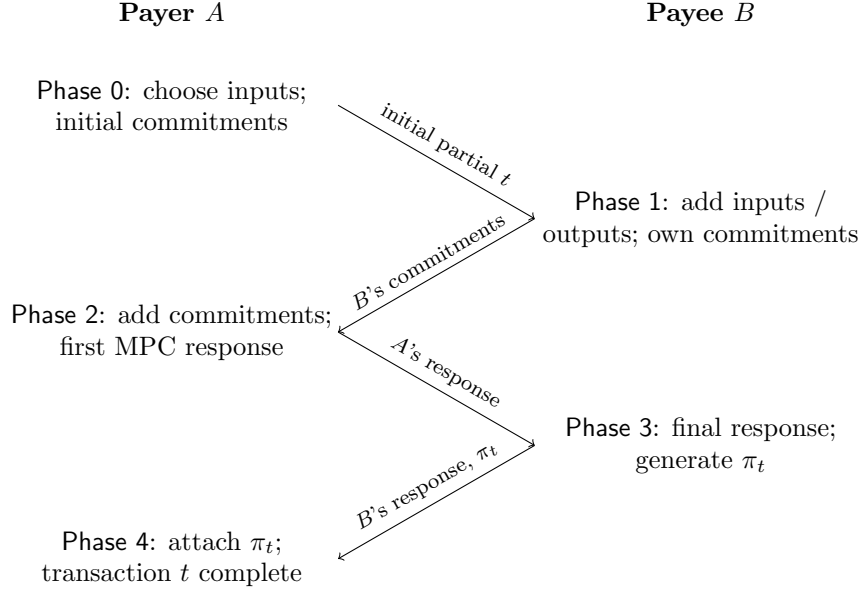 Payer A
Payee B
Phase 0: choose inputs;
initial commitments
initial partial t
Phase 1: add inputs /
outputs; own commitments
B's commitments
Phase 2: add commitments;
first MPC response
A's response
Phase 3: final response;
generate π_t
B's response, π_t
Phase 4: attach π_t;
transaction t complete